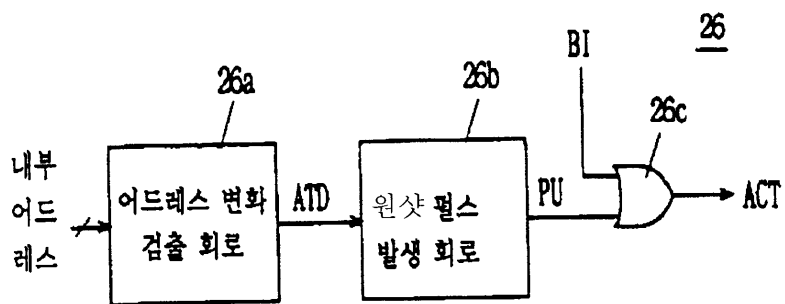 26
BI
26a
26b
26c
내부
어드
레스
어드레스 변화
검출 회로
ATD
원샷 펄스
발생 회로
PU
ACT